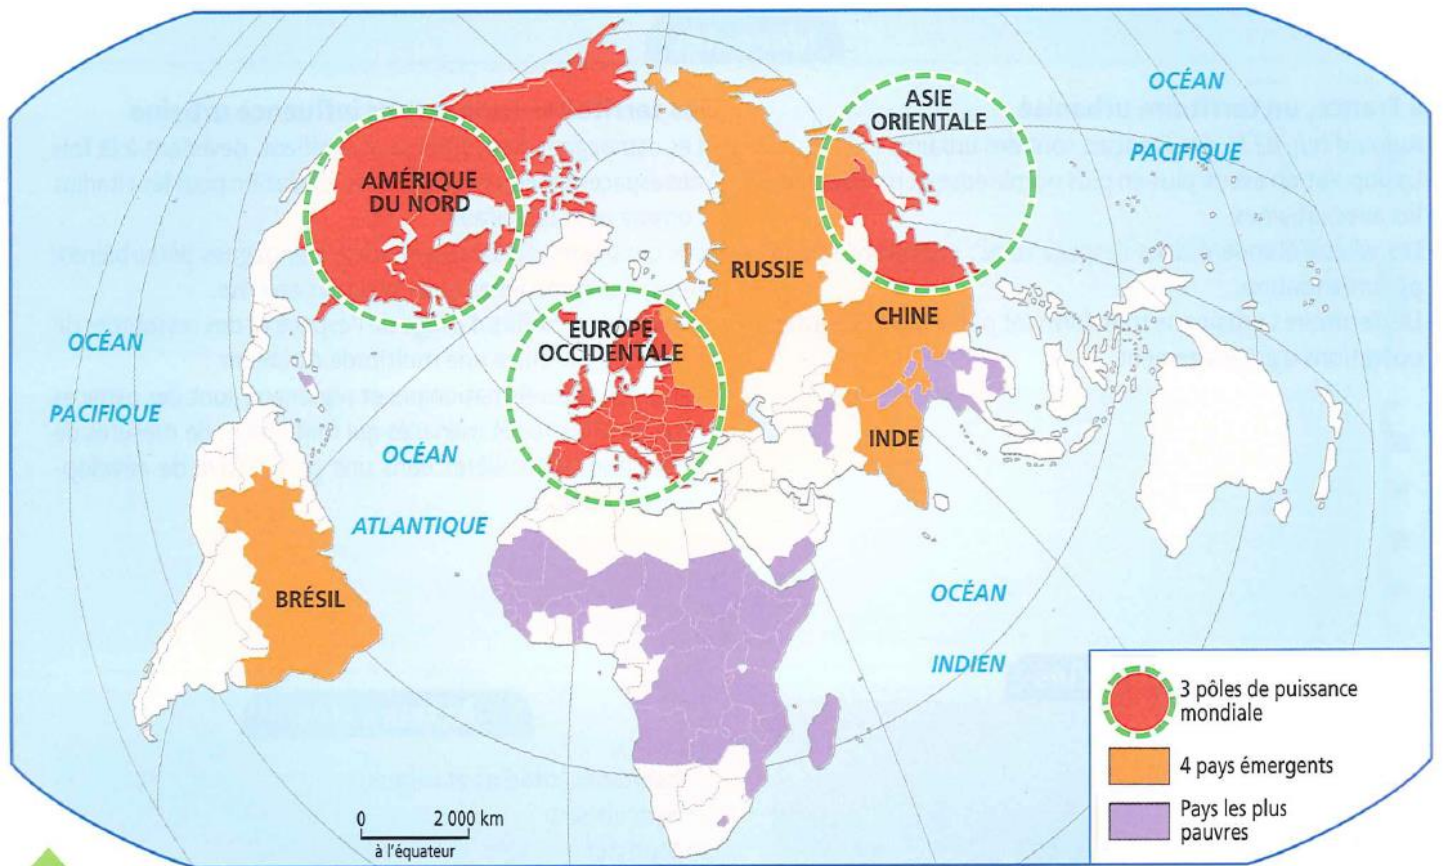 OCÉAN
PACIFIQUE
ASIE
ORIENTALE
AMÉRIQUE
DU NORD
RUSSIE
CHINE
EUROPE
OCCIDENTALE
OCÉAN
PACIFIQUE
INDE
OCÉAN
ATLANTIQUE
BRÉSIL
OCÉAN
INDIEN
3 pôles de puissance
mondiale
4 pays émergents
Pays les plus
pauvres
0 2 000 km
à l'équateur